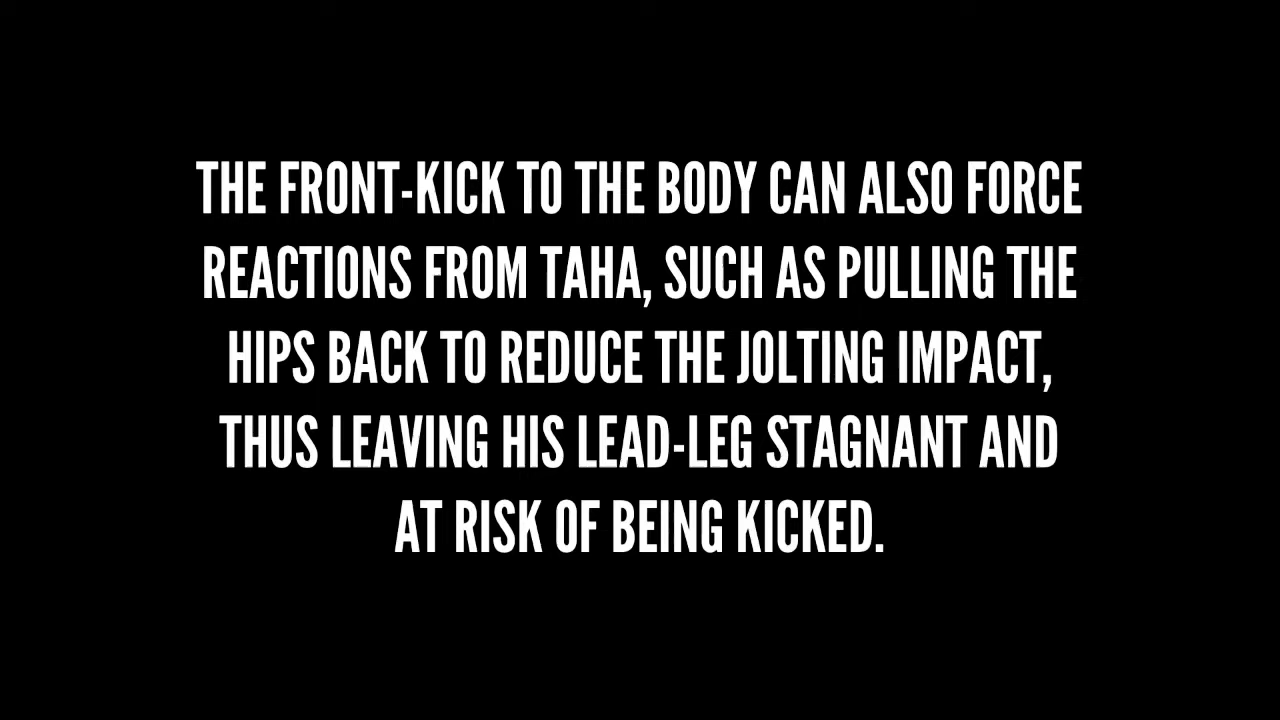 THE FRONT-KICK TO THE BODY CAN ALSO FORCE
REACTIONS FROM TAHA, SUCH AS PULLING THE
HIPS BACK TO REDUCE THE JOLTING IMPACT,
THUS LEAVING HIS LEAD-LEG STAGNANT AND
AT RISK OF BEING KICKED.